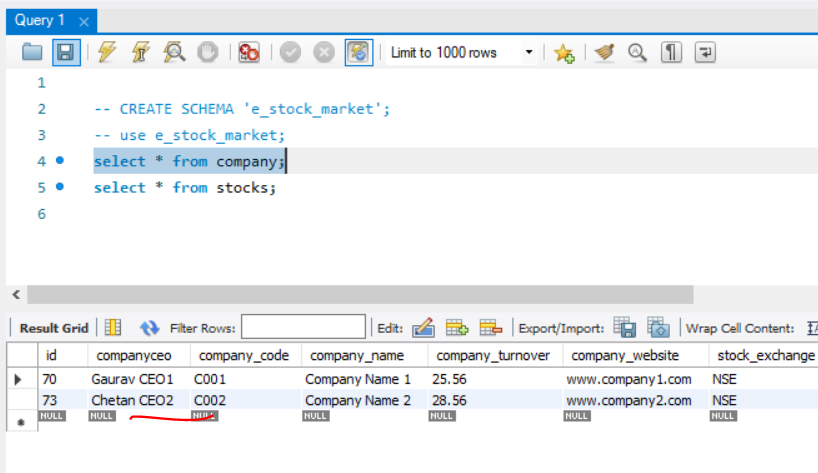 Query 1
Limit to 1000 rows
1
2 -- CREATE SCHEMA 'e_stock_market';
3 -- use e_stock_market;
4 select * from company;
5 select * from stocks;
6
Result Grid Filter Rows: Edit: Export/Import: Wrap Cell Content:
id companyceo company_code company_name company_turnover company_website stock_exchange
70 Gaurav CEO1 C001 Company Name 1 25.56 www.company1.com NSE
73 Chetan CEO2 C002 Company Name 2 28.56 www.company2.com NSE
NULL NULL NULL NULL NULL NULL NULL